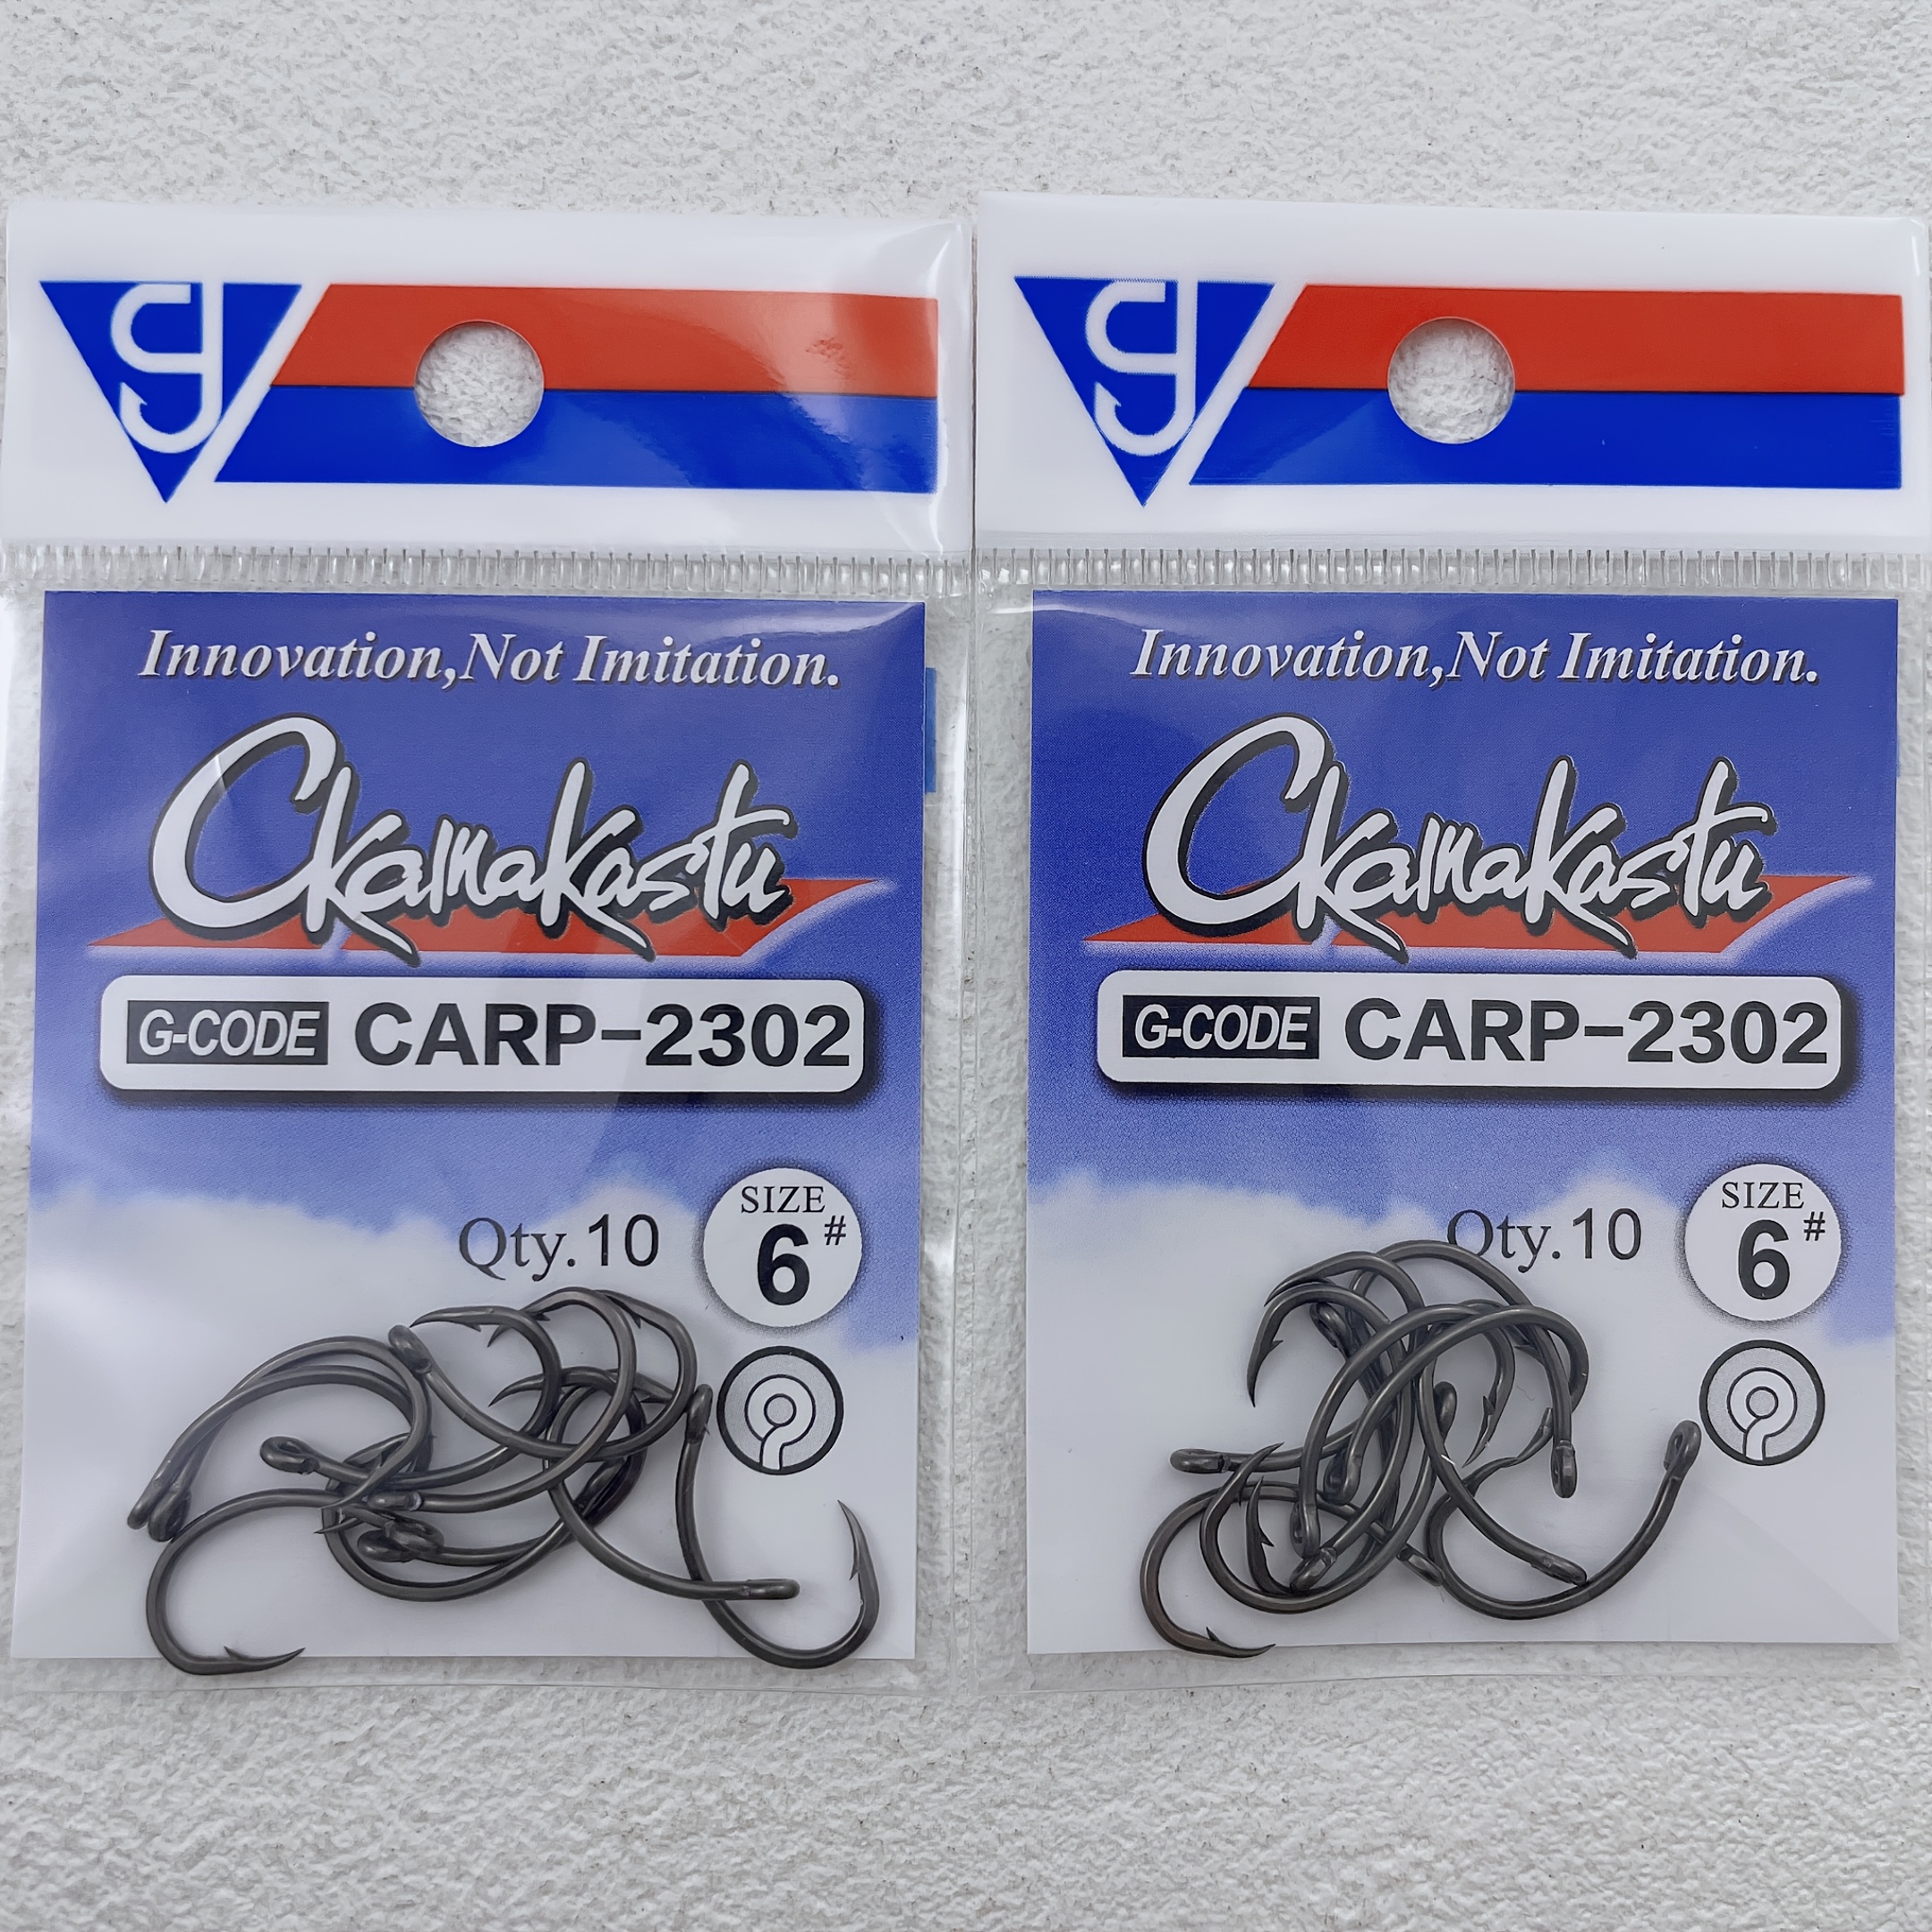 Innovation,Not Imitation.
Ckamakastu
G-CODE CARP-2302
Qty.10
SIZE
6#
Innovation,Not Imitation.
Ckamakastu
G-CODE CARP-2302
Qty.10
SIZE
6#